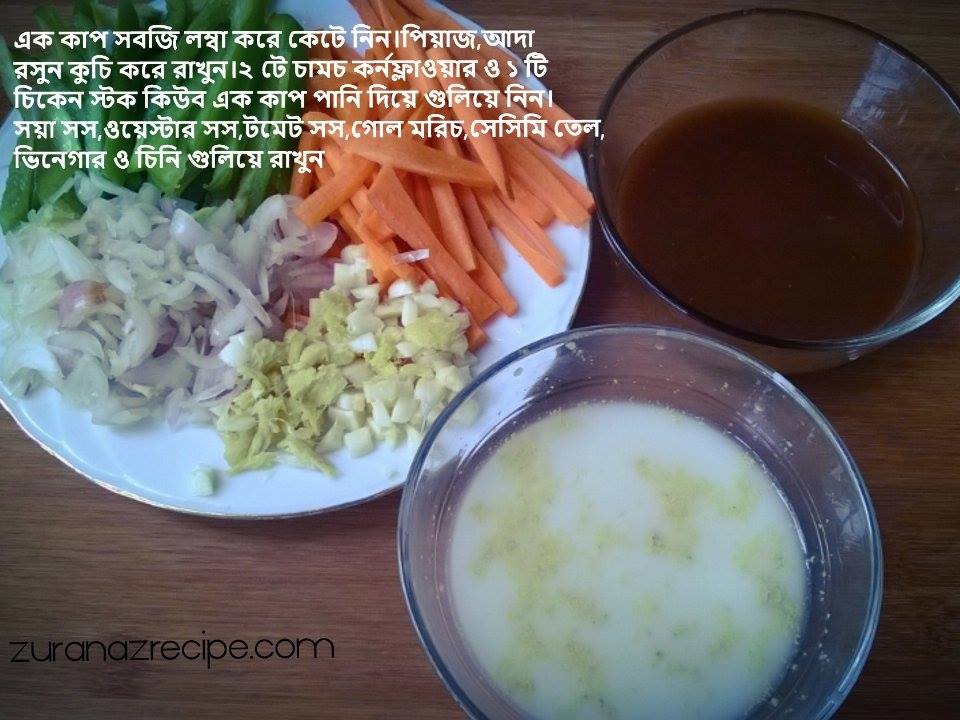 এক কাপ সবজি লম্বা করে কেটে নিন।পিয়াজ,আদা
রসুন কুচি করে রাখুন।২ টে চামচ কর্নফ্লাওয়ার ও ১ টি
চিকেন স্টক কিউব এক কাপ পানি দিয়ে গুলিয়ে নিন।
সয়া সস,ওয়েস্টার সস,টমেট সস,গোল মরিচ,সেসিমি তেল,
ভিনেগার ও চিনি গুলিয়ে রাখুন
zuranazrecipe.com